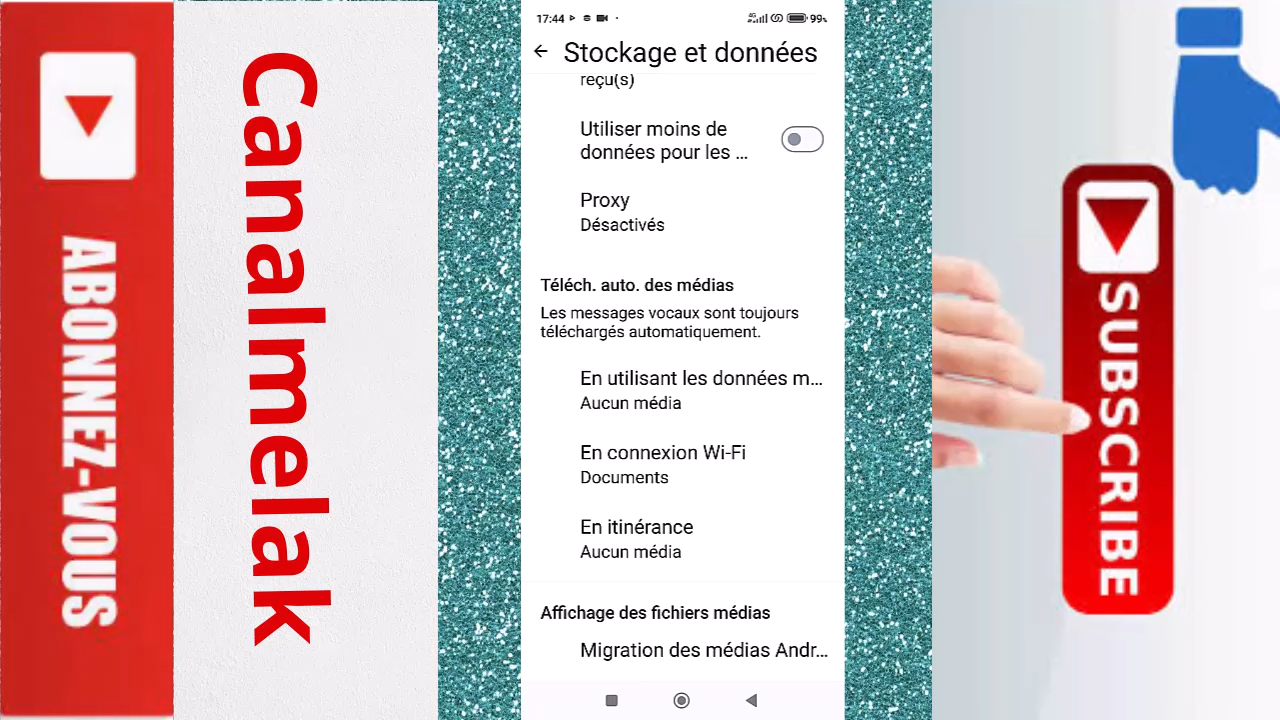 ABONNEZ-VOUS
Canalmelak
17:44
4G
99%
Stockage et données
reçu(s)
Utiliser moins de
données pour les ...
Proxy
Désactivés
Téléch. auto. des médias
Les messages vocaux sont toujours
téléchargés automatiquement.
En utilisant les données m...
Aucun média
En connexion Wi-Fi
Documents
En itinérance
Aucun média
Affichage des fichiers médias
Migration des médias Andr...
SUBSCRIBE